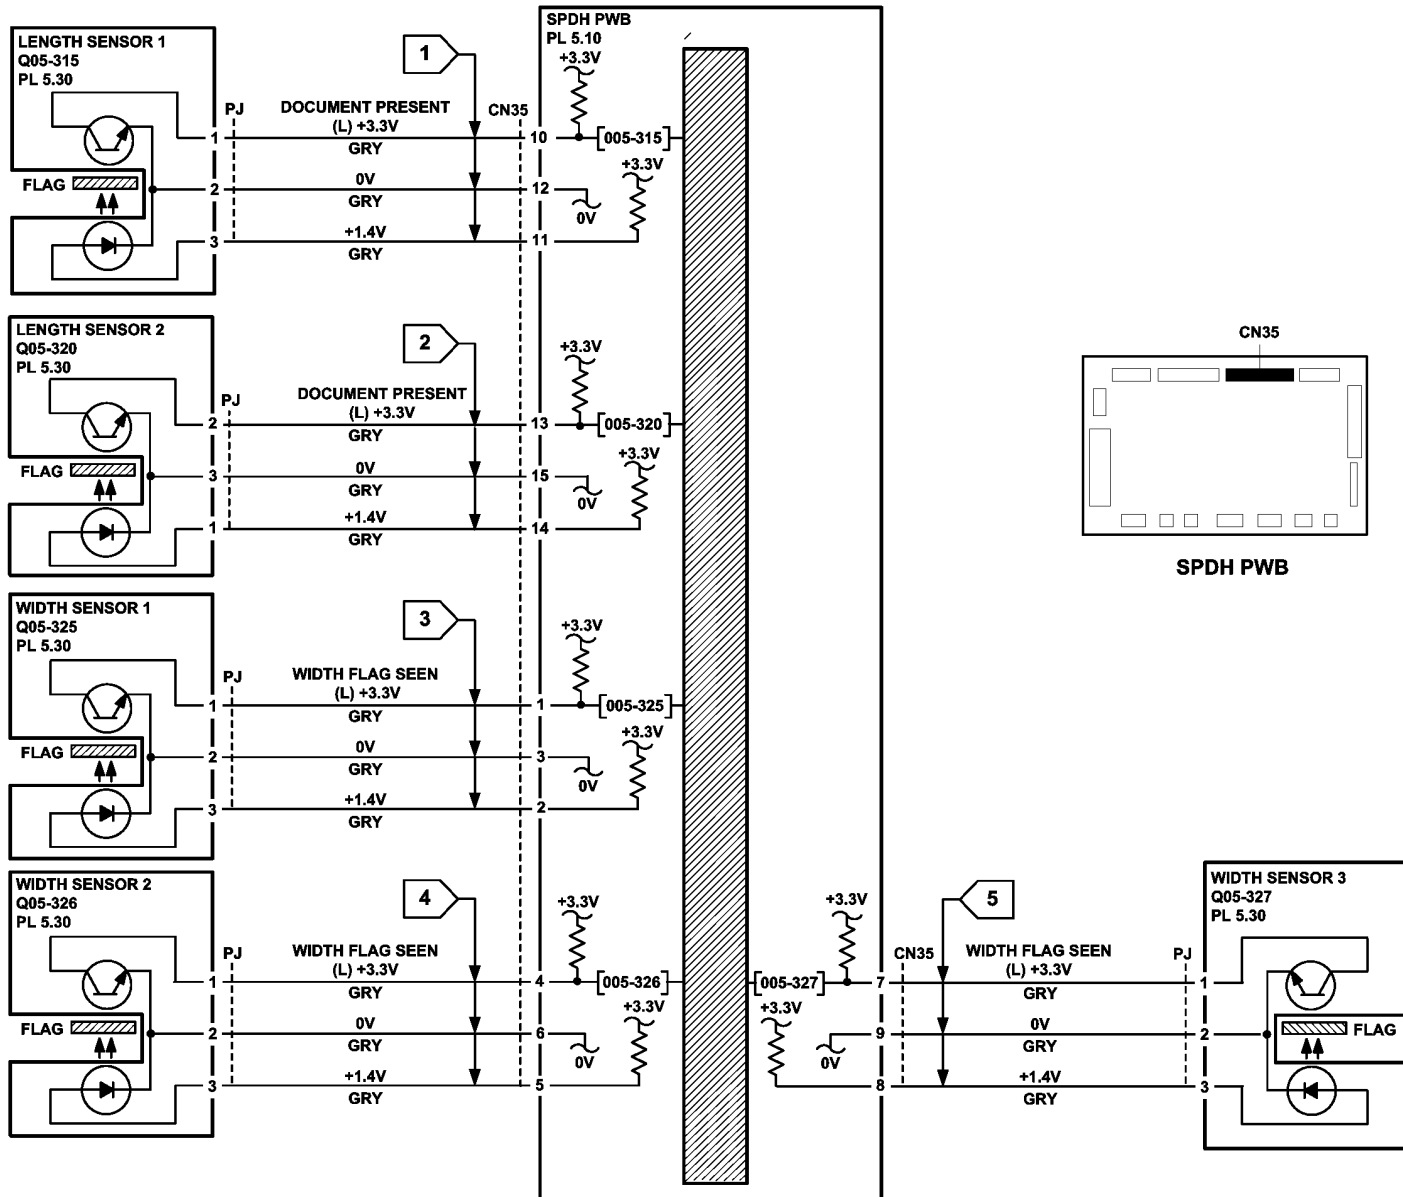 LENGTH SENSOR 1
Q05-315
PL 5.30
FLAG
1
2
3
PJ
DOCUMENT PRESENT
(L) +3.3V
GRY
0V
GRY
+1.4V
GRY
1
CN35
10
12
11
SPDH PWB
PL 5.10
+3.3V
005-315
+3.3V
0V
LENGTH SENSOR 2
Q05-320
PL 5.30
FLAG
2
3
1
PJ
DOCUMENT PRESENT
(L) +3.3V
GRY
0V
GRY
+1.4V
GRY
2
13
15
14
+3.3V
005-320
+3.3V
0V
CN35
SPDH PWB
WIDTH SENSOR 1
Q05-325
PL 5.30
FLAG
1
2
3
PJ
WIDTH FLAG SEEN
(L) +3.3V
GRY
0V
GRY
+1.4V
GRY
3
1
3
2
+3.3V
005-325
+3.3V
0V
WIDTH SENSOR 2
Q05-326
PL 5.30
FLAG
1
2
3
PJ
WIDTH FLAG SEEN
(L) +3.3V
GRY
0V
GRY
+1.4V
GRY
4
4
6
5
+3.3V
005-326
+3.3V
0V
005-327
+3.3V
+3.3V
0V
7
9
8
CN35
5
WIDTH FLAG SEEN
(L) +3.3V
GRY
0V
GRY
+1.4V
GRY
PJ
1
2
3
WIDTH SENSOR 3
Q05-327
PL 5.30
FLAG